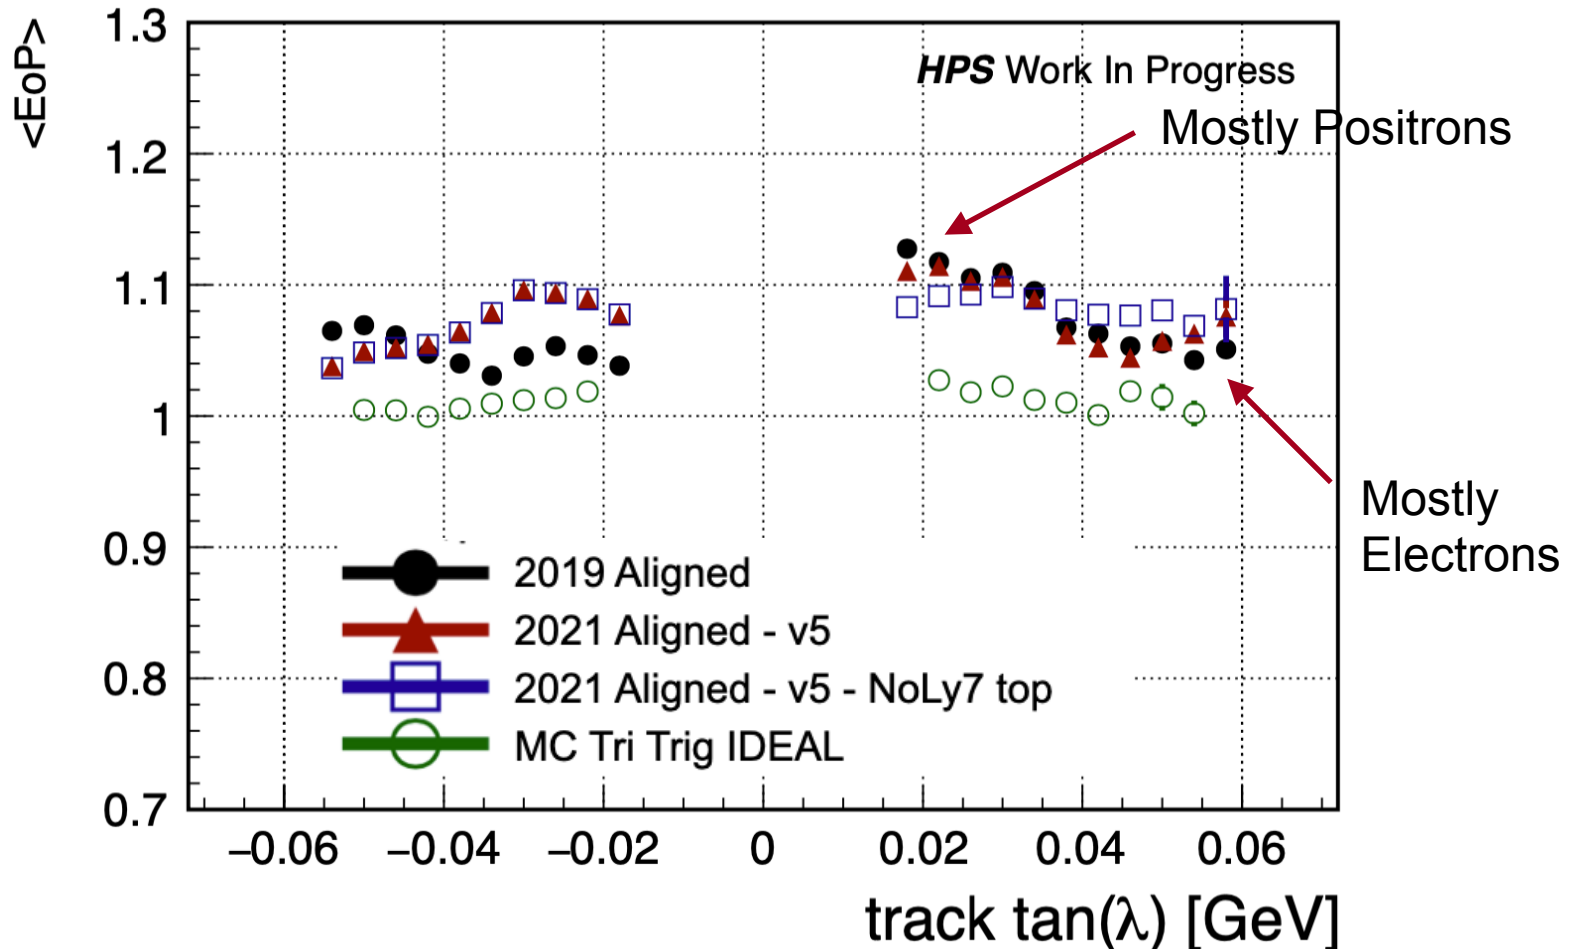 <EoP>
1.3
1.2
1.1
1
0.9
0.8
0.7
HPS Work In Progress
Mostly Positrons
Mostly
Electrons
2019 Aligned
2021 Aligned - v5
2021 Aligned - v5 - NoLy7 top
MC Tri Trig IDEAL
−0.06 −0.04 −0.02 0 0.02 0.04 0.06
track tan(λ) [GeV]